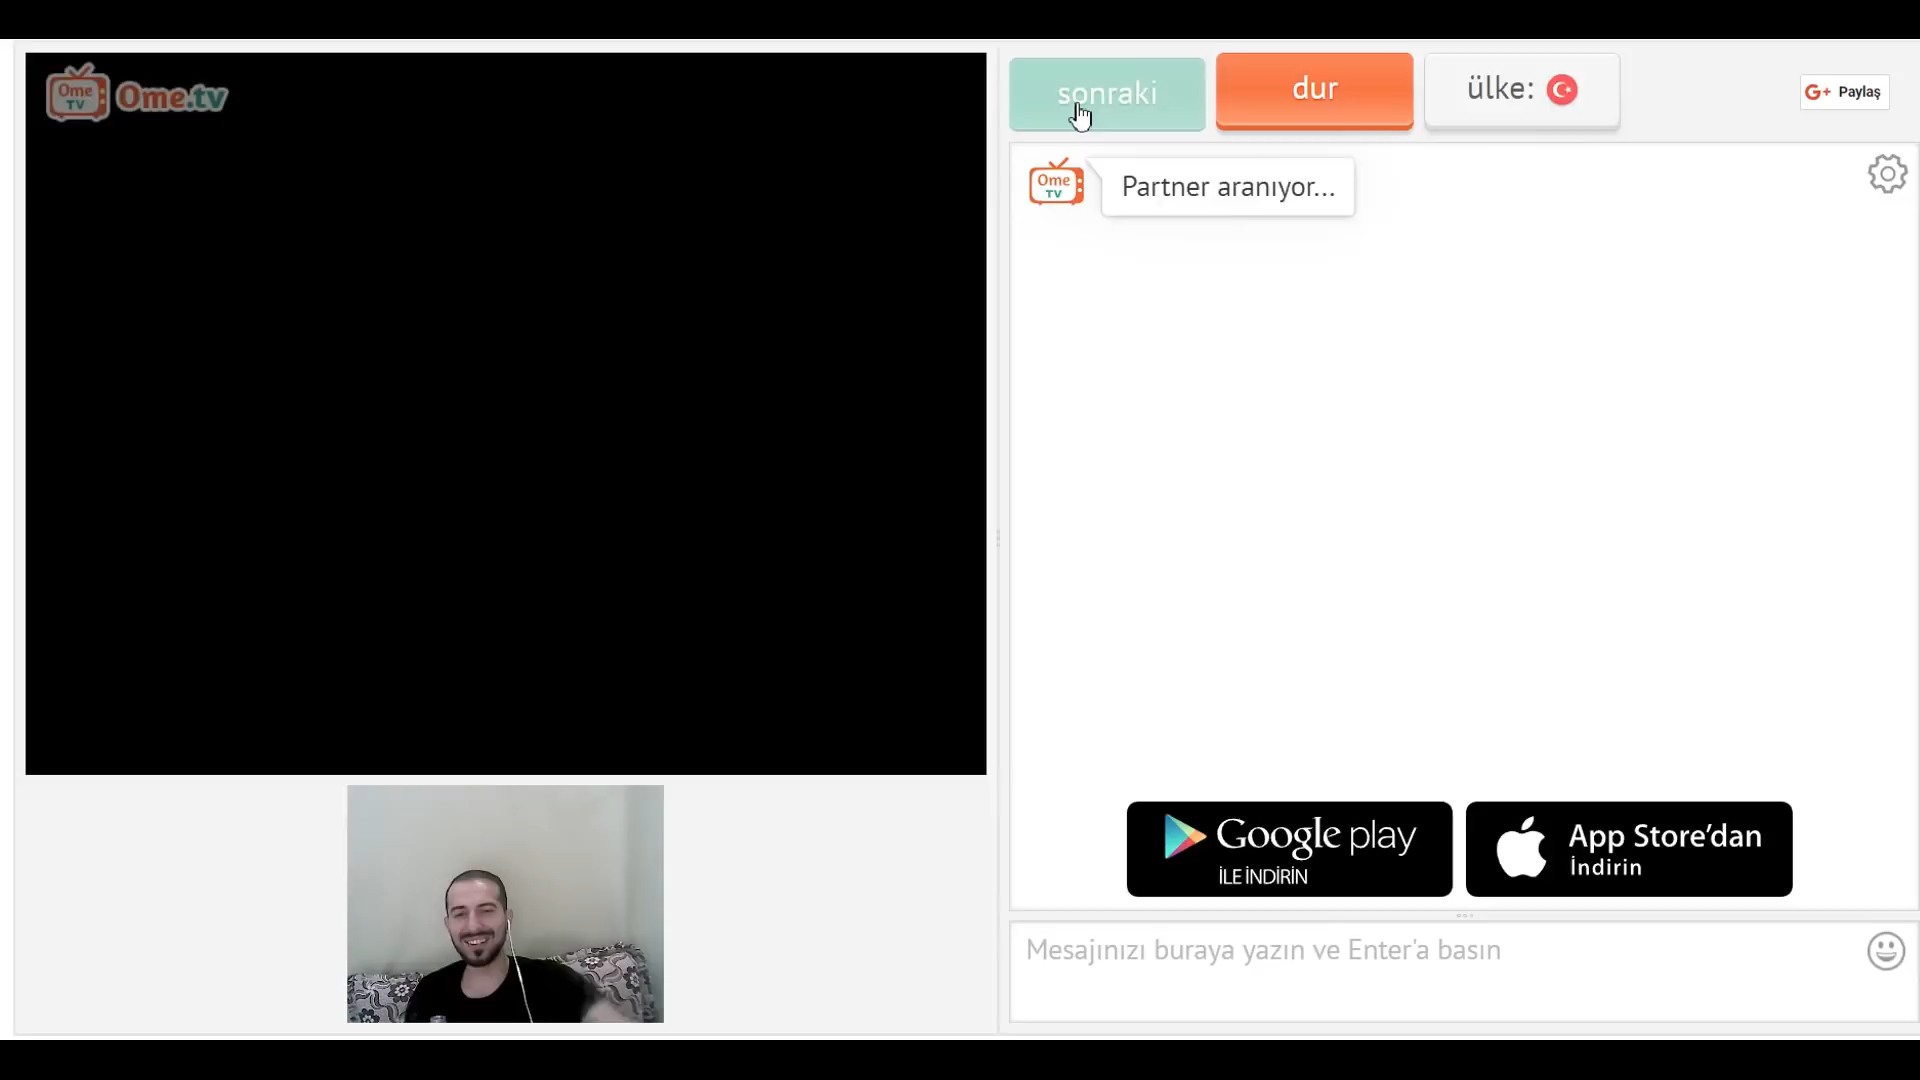 Ome TV Ome.tv
sonraki
dur
ülke:
G+ Paylaş
Ome TV
Partner aranıyor...
Google play
İLE İNDİRİN
App Store’dan
İndirin
Mesajınızı buraya yazın ve Enter'a basın